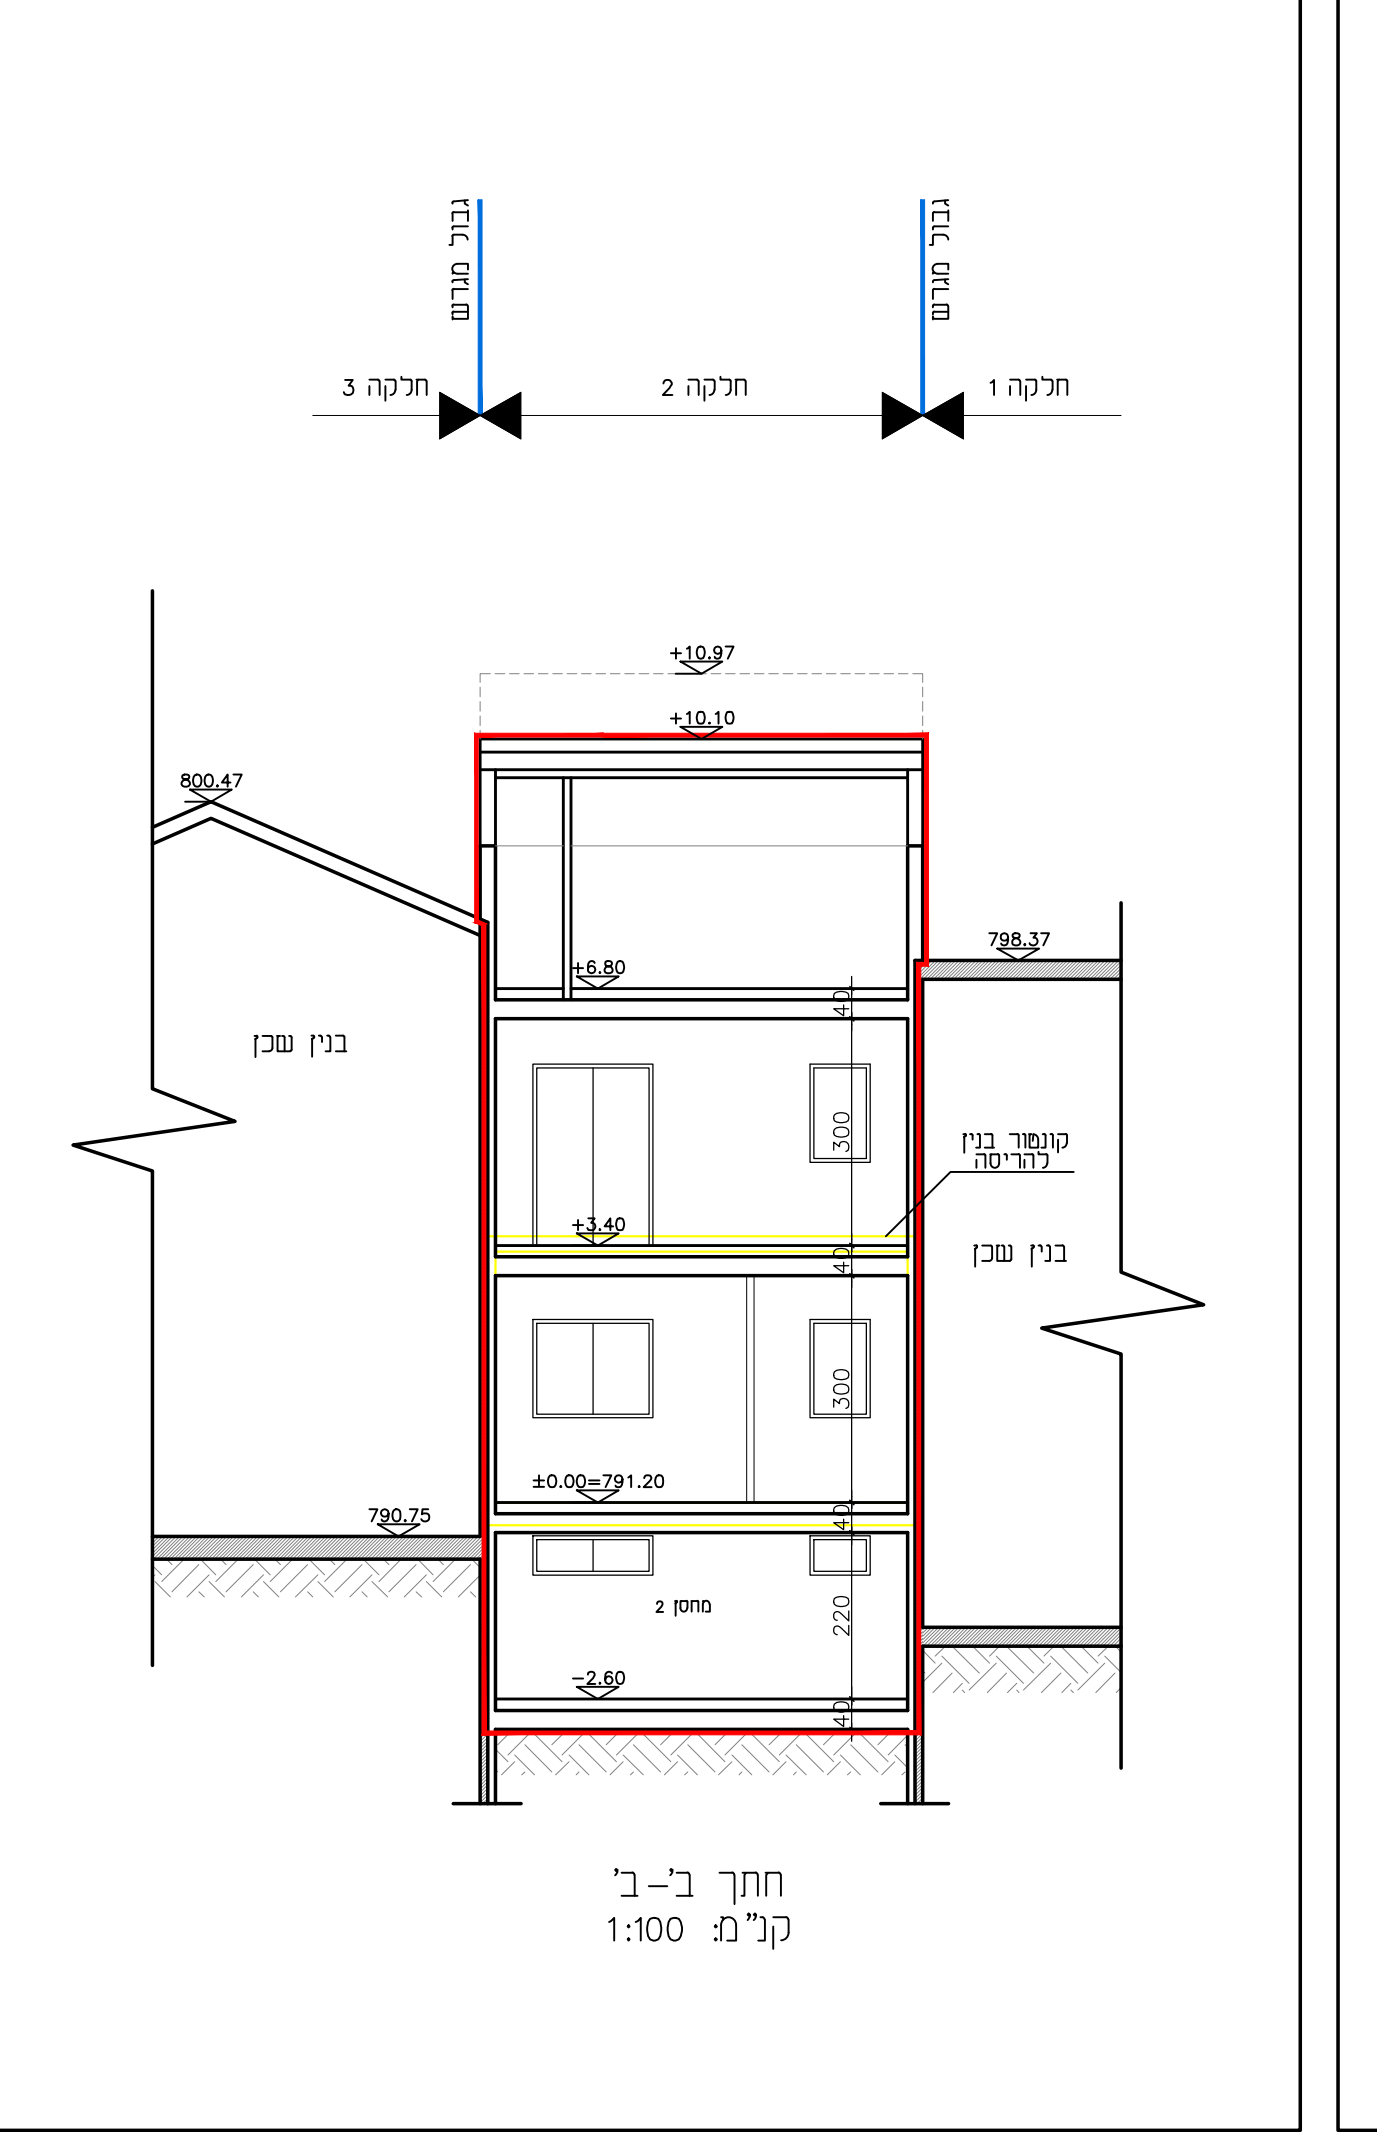 גבול מגרש
גבול מגרש
חלקה 1
חלקה 2
חלקה 3
+10.97
+10.10
800.47
798.37
+6.80
40
בנין שכן
300
קונטור בנין
להריסה
+3.40
40
בנין שכן
300
±0.00=791.20
790.75
40
מחסן 2
220
-2.60
40
חתך ב'-ב'
קנ"מ: 1:100